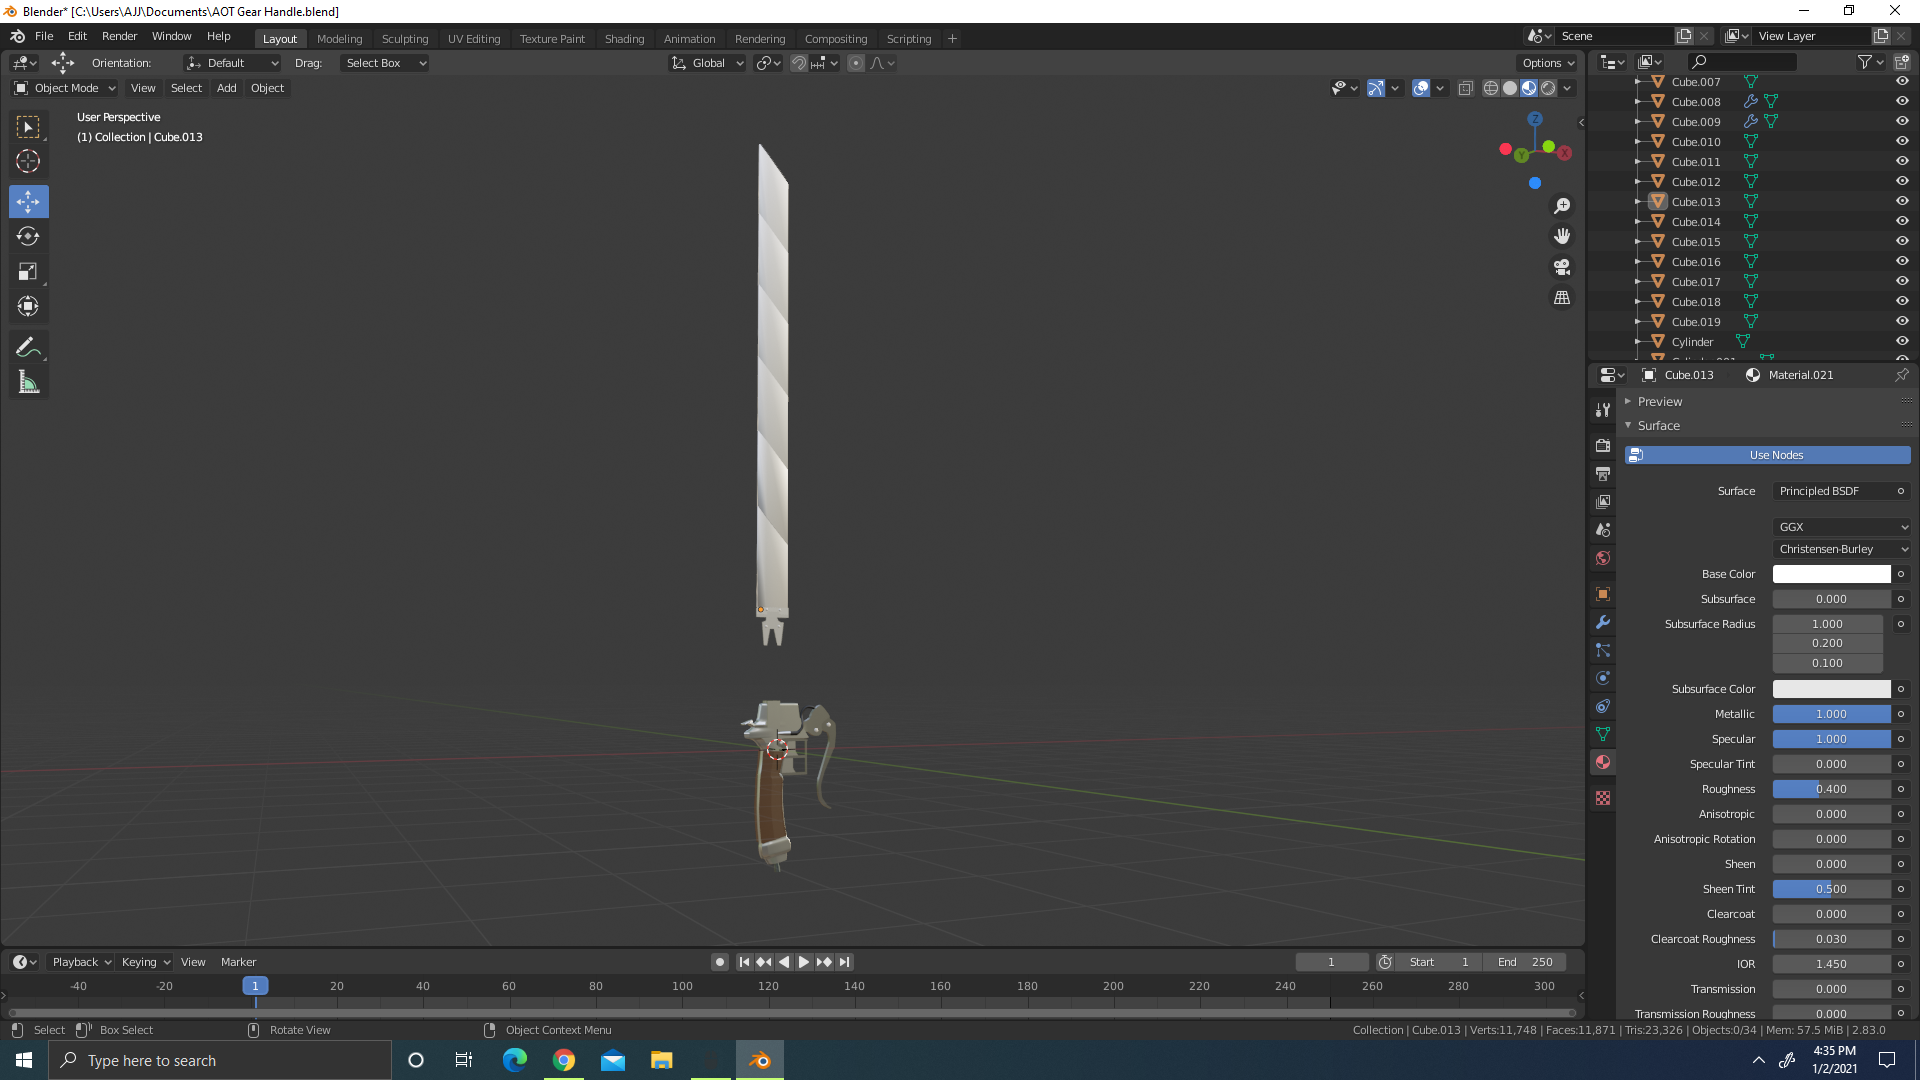 Blender* [C:\Users\AJJ\Documents\AOT Gear Handle.blend]
File Edit Render Window Help Layout Modeling Sculpting UV Editing Texture Paint Shading Animation Rendering Compositing Scripting + Scene View Layer
Orientation: Default Drag: Select Box Global Options
Object Mode View Select Add Object
User Perspective
(1) Collection | Cube.013
Z
Y
X
Cube.007
Cube.008
Cube.009
Cube.010
Cube.011
Cube.012
Cube.013
Cube.014
Cube.015
Cube.016
Cube.017
Cube.018
Cube.019
Cylinder
Cube.013 Material.021
Preview
Surface
Use Nodes
Surface Principled BSDF
GGX
Christensen-Burley
Base Color
Subsurface 0.000
Subsurface Radius 1.000
0.200
0.100
Subsurface Color
Metallic 1.000
Specular 1.000
Specular Tint 0.000
Roughness 0.400
Anisotropic 0.000
Anisotropic Rotation 0.000
Sheen 0.000
Sheen Tint 0.500
Clearcoat 0.000
Clearcoat Roughness 0.030
IOR 1.450
Transmission 0.000
Transmission Roughness 0.000
Playback Keying View Marker 1 Start 1 End 250
-40 -20 1 20 40 60 80 100 120 140 160 180 200 220 240 260 280 300
Select Box Select Rotate View Object Context Menu Collection | Cube.013 | Verts:11,748 | Faces:11,871 | Tris:23,326 | Objects:0/34 | Mem: 57.5 MiB | 2.83.0
Type here to search
4:35 PM
1/2/2021